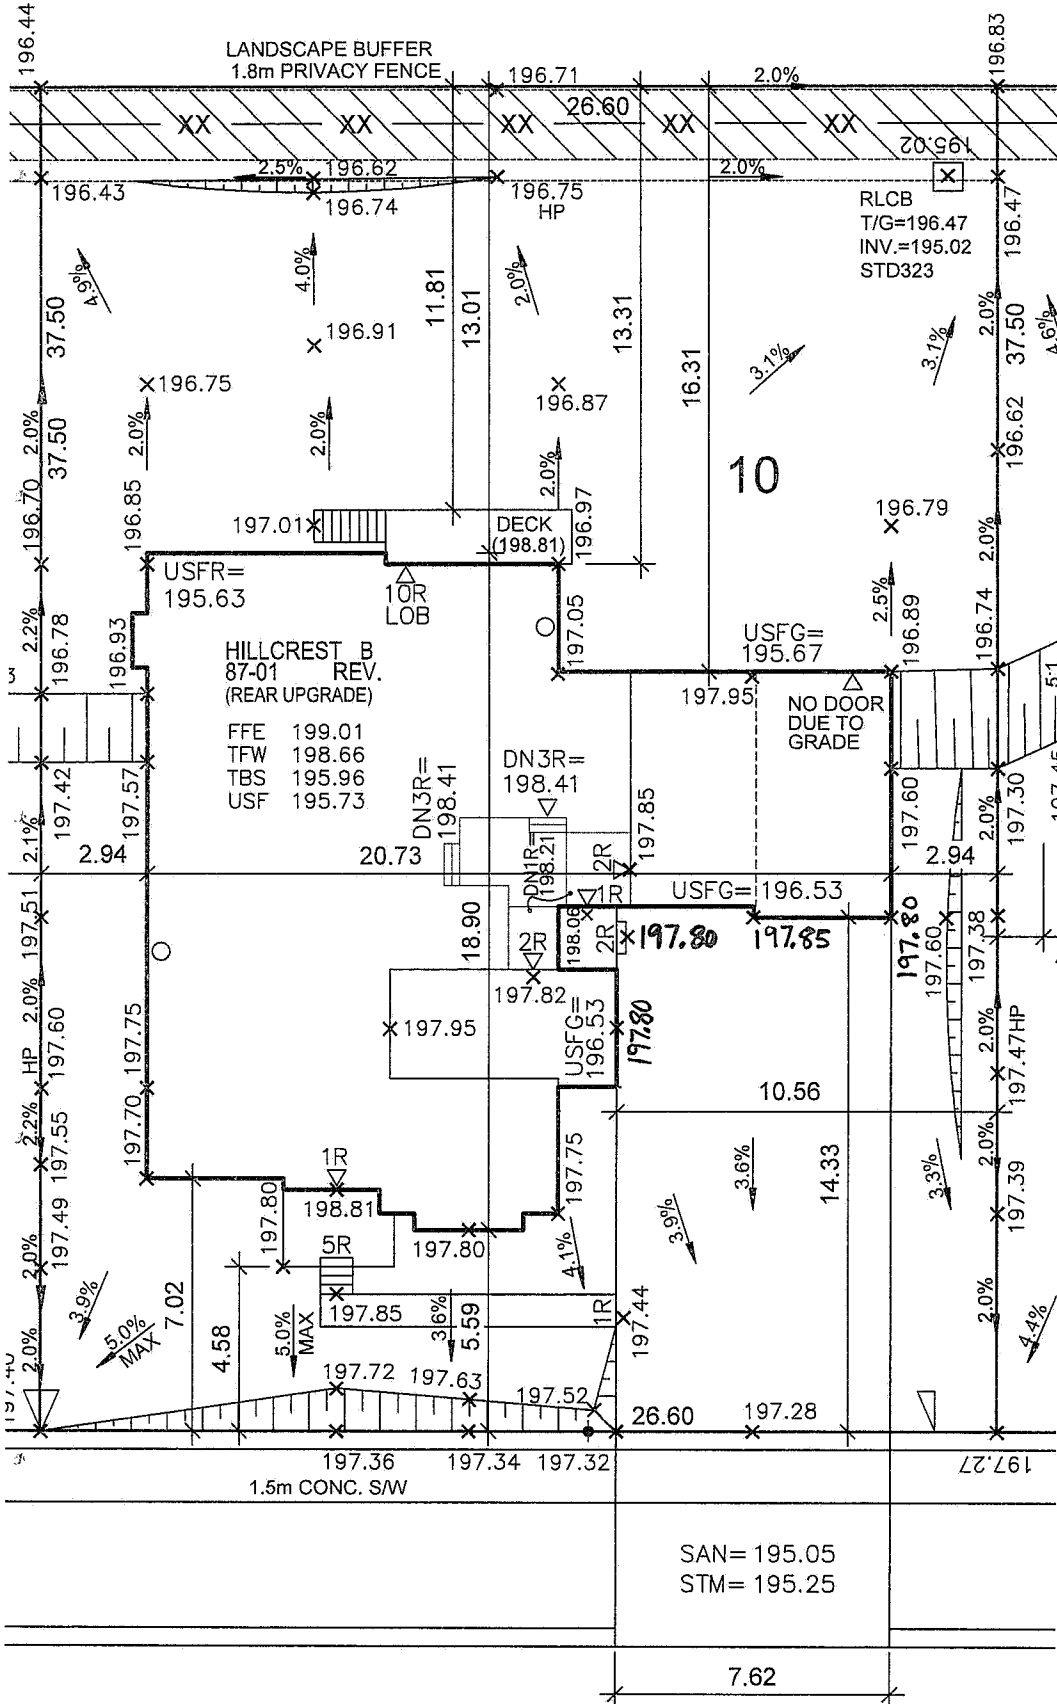 196.44
196.83
LANDSCAPE BUFFER
1.8m PRIVACY FENCE
196.71
2.0%
26.60
XX
XX
XX
XX
XX
195.02
2.5%
196.62
2.0%
196.43
196.74
196.75
HP
RLCB
T/G=196.47
INV.=195.02
STD323
196.47
4.9%
4.0%
2.0%
11.81
13.01
13.31
16.31
37.50
37.50
2.0%
3.1%
3.1%
4.6%
196.91
196.75
196.87
2.0%
37.50
2.0%
2.0%
2.0%
196.62
10
196.70
196.85
197.01
DECK
(198.81)
196.97
196.79
2.0%
USFR=
195.63
10R
LOB
2.2%
196.78
196.93
197.05
2.5%
196.89
196.74
HILLCREST B
87-01 REV.
(REAR UPGRADE)
USFG=
195.67
197.95
NO DOOR
DUE TO
GRADE
5:1
FFE 199.01
TFW 198.66
TBS 195.96
USF 195.73
DN3R=
198.41
DN3R=
198.41
197.42
197.57
197.85
197.60
197.30
197.45
2.1%
2.0%
2.94
20.73
DN1R=
198.21
2R
2.94
1R
USFG= 196.53
197.51
18.90
198.06
2R
197.80
197.85
197.80
197.60
197.38
2R
197.82
2.0%
197.60
197.75
197.95
USFG=
196.53
197.80
2.0%
197.47HP
HP
10.56
2.2%
197.55
197.70
197.75
3.6%
14.33
3.3%
2.0%
197.39
1R
198.81
197.49
197.80
197.80
3.9%
4.1%
2.0%
5R
3.9%
7.02
197.85
3.6%
5.59
1R
197.44
2.0%
4.4%
5.0%
MAX
4.58
5.0%
MAX
2.0%
197.40
197.72
197.63
197.52
26.60
197.28
197.36
197.34
197.32
197.27
1.5m CONC. S/W
SAN= 195.05
STM= 195.25
7.62